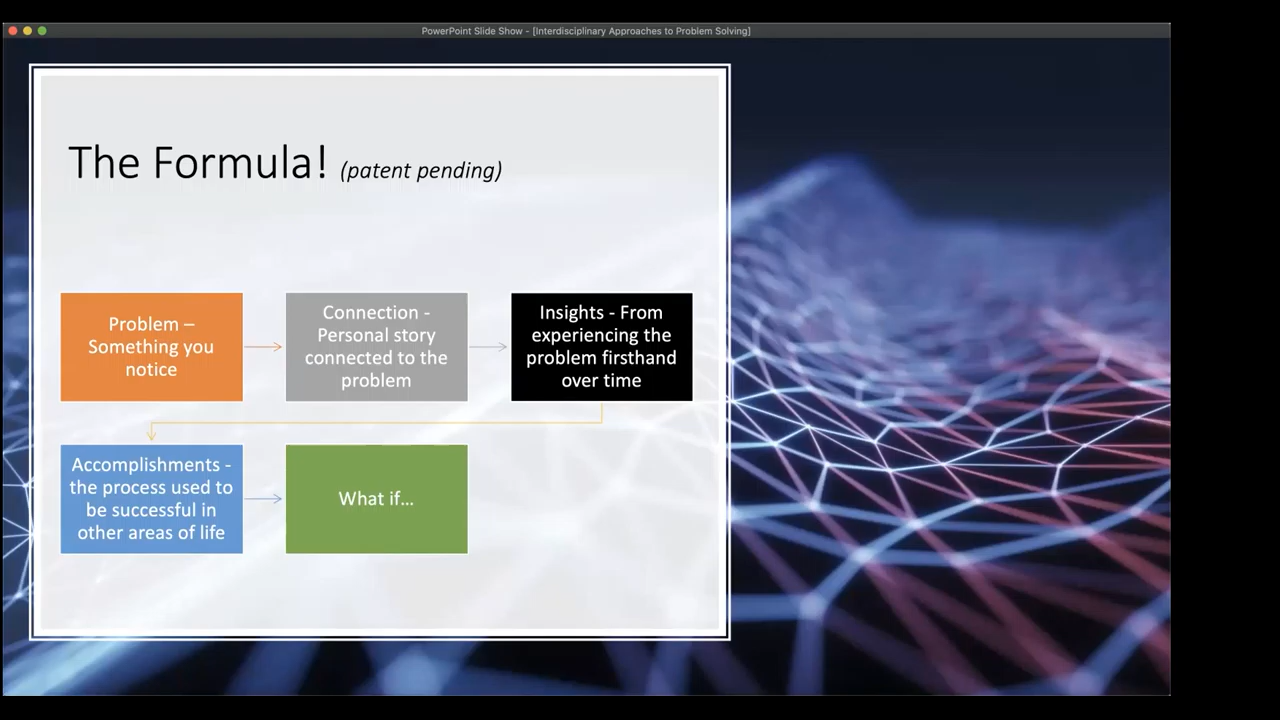 PowerPoint Slide Show - [Interdisciplinary Approaches to Problem Solving]
The Formula! (patent pending)
Problem –
Something you
notice
Connection -
Personal story
connected to the
problem
Insights - From
experiencing the
problem firsthand
over time
Accomplishments -
the process used to
be successful in
other areas of life
What if...